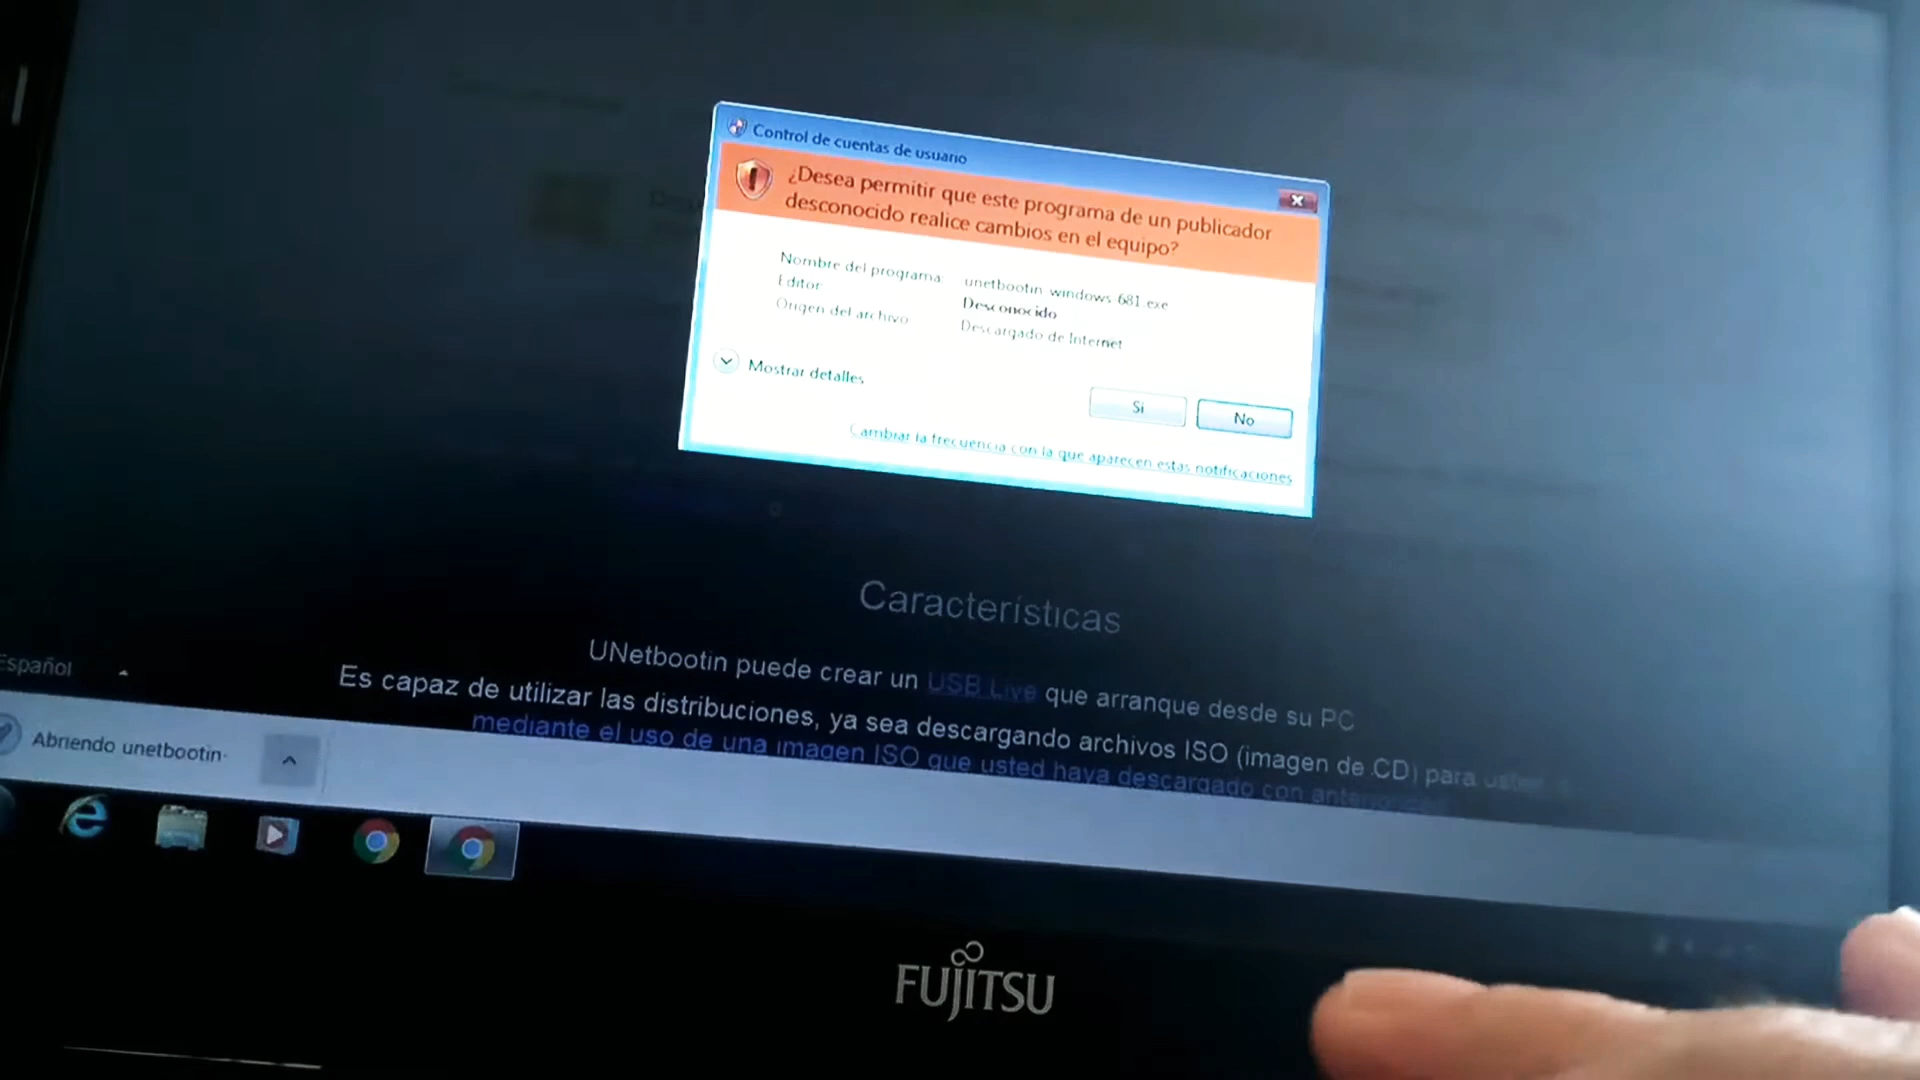 Control de cuentas de usuario
¿Desea permitir que este programa de un publicador
desconocido realice cambios en el equipo?
Nombre del programa: unetbootin-windows-681.exe
Editor: Desconocido
Origen del archivo: Descargado de Internet
Mostrar detalles
Sí
No
Cambiar la frecuencia con la que aparecen estas notificaciones
Características
UNetbootin puede crear un USB Live que arranque desde su PC
Es capaz de utilizar las distribuciones, ya sea descargando archivos ISO (imagen de CD) para usted
mediante el uso de una imagen ISO que usted haya descargado con
Español
Abriendo unetbootin-
FUJITSU